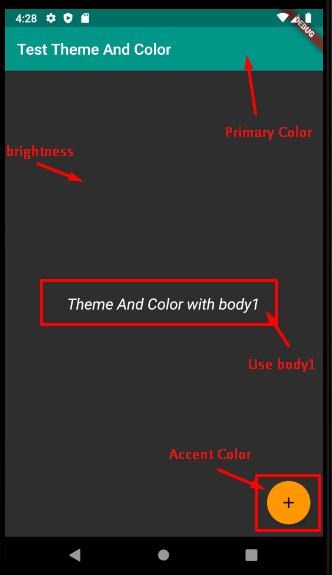 4:28
DEBUG
Test Theme And Color
Primary Color
brightness
Theme And Color with body1
Use body1
Accent Color
+